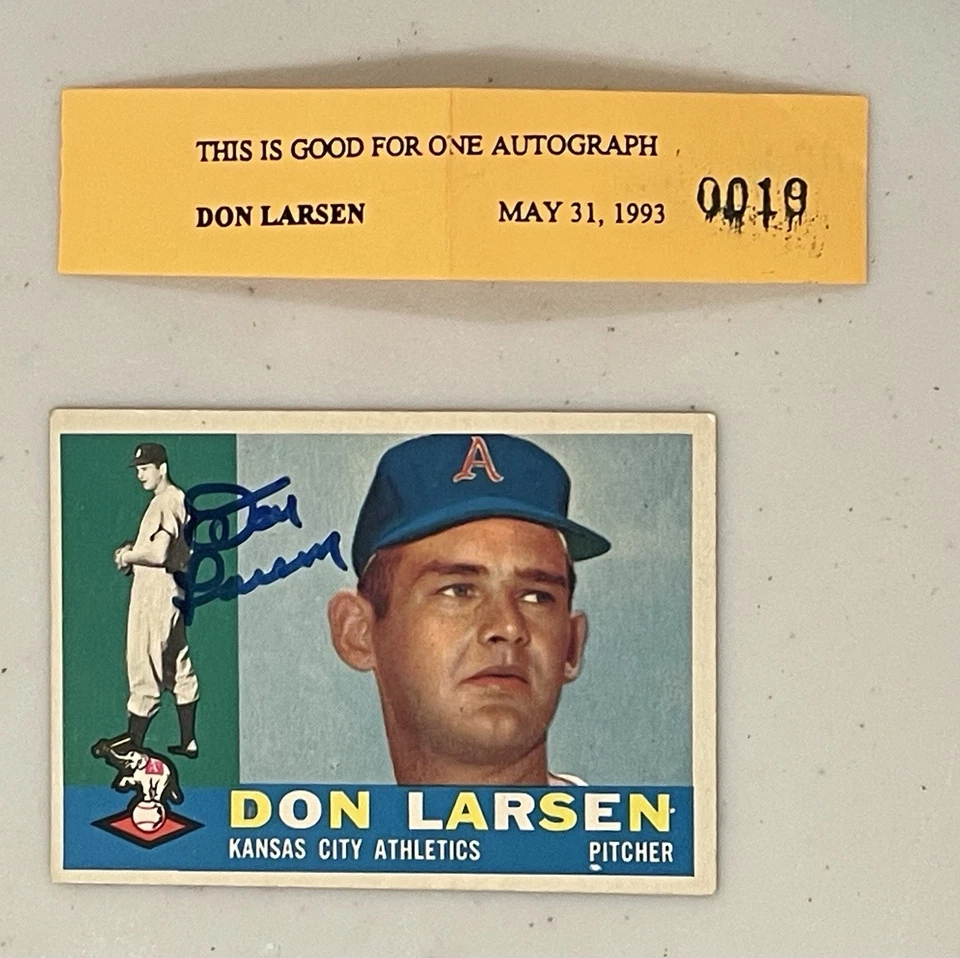 THIS IS GOOD FOR ONE AUTOGRAPH
DON LARSEN MAY 31, 1993 0019
A
Don
Larsen
DON LARSEN
KANSAS CITY ATHLETICS PITCHER